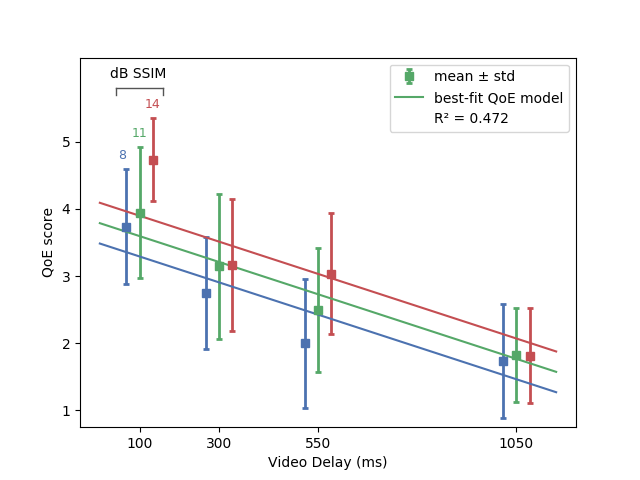 dB SSIM
14
11
8
mean ± std
best-fit QoE model
R² = 0.472
QoE score
5
4
3
2
1
100 300 550 1050
Video Delay (ms)